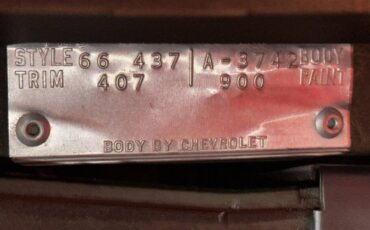 STYLE 66 437 | A-3742 BODY
TRIM 407 900 PAINT
BODY BY CHEVROLET